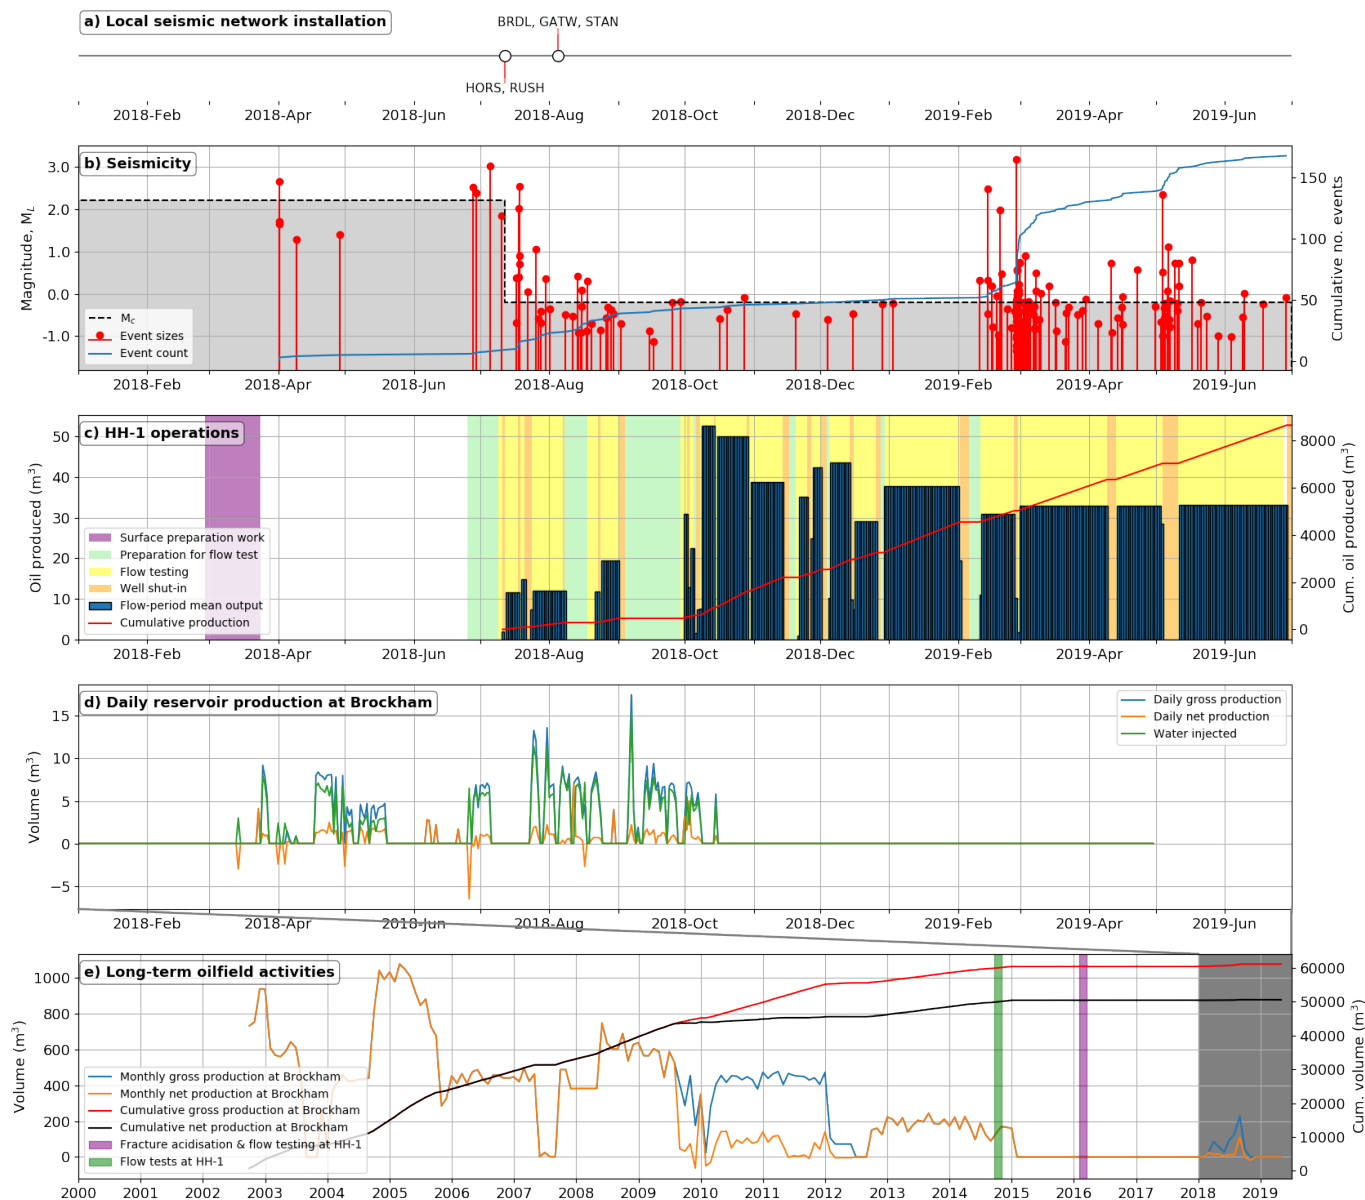 a) Local seismic network installation
BRDL, GATW, STAN
HORS, RUSH
2018-Feb 2018-Apr 2018-Jun 2018-Aug 2018-Oct 2018-Dec 2019-Feb 2019-Apr 2019-Jun
b) Seismicity
Magnitude, M_L
3.0
2.0
1.0
0.0
-1.0
M_c
Event sizes
Event count
150
100
50
0
Cumulative no. events
2018-Feb 2018-Apr 2018-Jun 2018-Aug 2018-Oct 2018-Dec 2019-Feb 2019-Apr 2019-Jun
c) HH-1 operations
Oil produced (m³)
50
40
30
20
10
0
Surface preparation work
Preparation for flow test
Flow testing
Well shut-in
Flow-period mean output
Cumulative production
8000
6000
4000
2000
0
Cum. oil produced (m³)
2018-Feb 2018-Apr 2018-Jun 2018-Aug 2018-Oct 2018-Dec 2019-Feb 2019-Apr 2019-Jun
d) Daily reservoir production at Brockham
Volume (m³)
15
10
5
0
−5
Daily gross production
Daily net production
Water injected
2018-Feb 2018-Apr 2018-Jun 2018-Aug 2018-Oct 2018-Dec 2019-Feb 2019-Apr 2019-Jun
e) Long-term oilfield activities
Volume (m³)
1000
800
600
400
200
0
Monthly gross production at Brockham
Monthly net production at Brockham
Cumulative gross production at Brockham
Cumulative net production at Brockham
Fracture acidisation & flow testing at HH-1
Flow tests at HH-1
60000
50000
40000
30000
20000
10000
0
Cum. volume (m³)
2000 2001 2002 2003 2004 2005 2006 2007 2008 2009 2010 2011 2012 2013 2014 2015 2016 2017 2018 2019